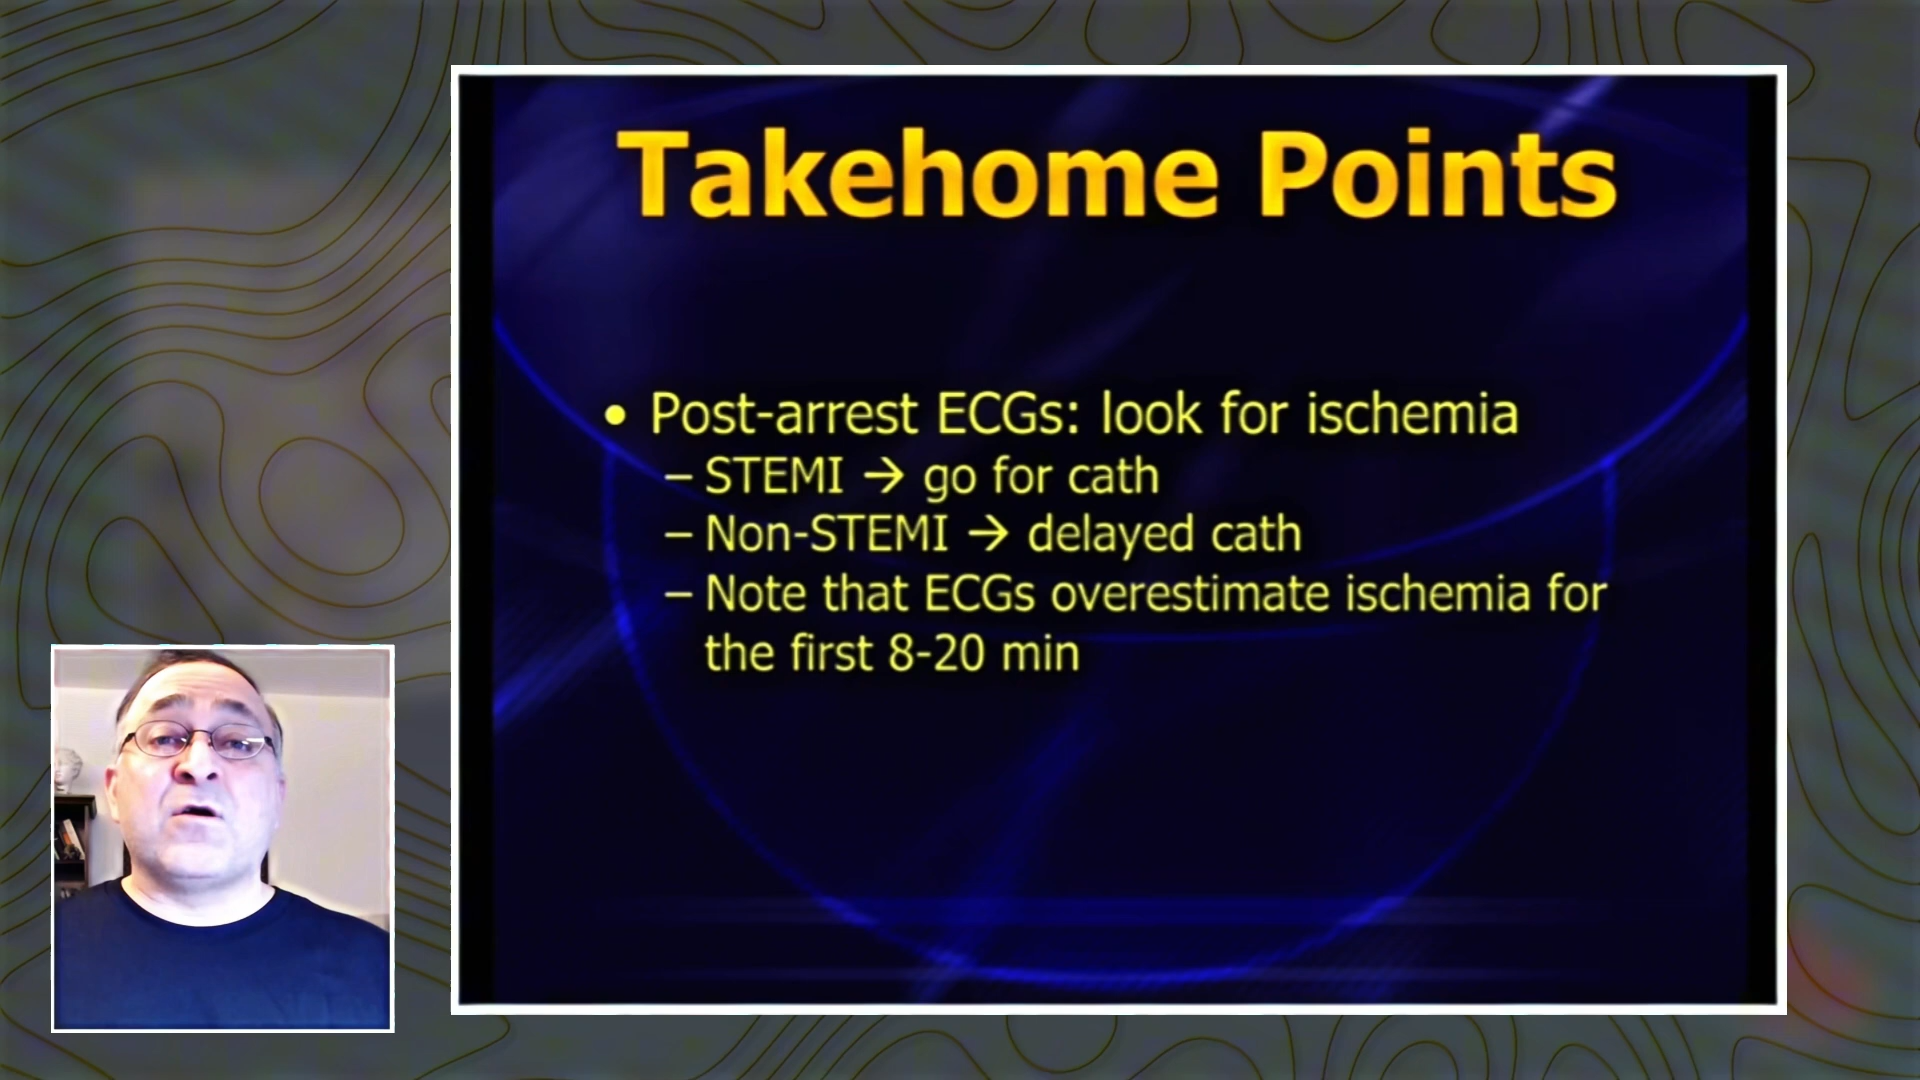 Takehome Points
• Post-arrest ECGs: look for ischemia
– STEMI → go for cath
– Non-STEMI → delayed cath
– Note that ECGs overestimate ischemia for
the first 8-20 min